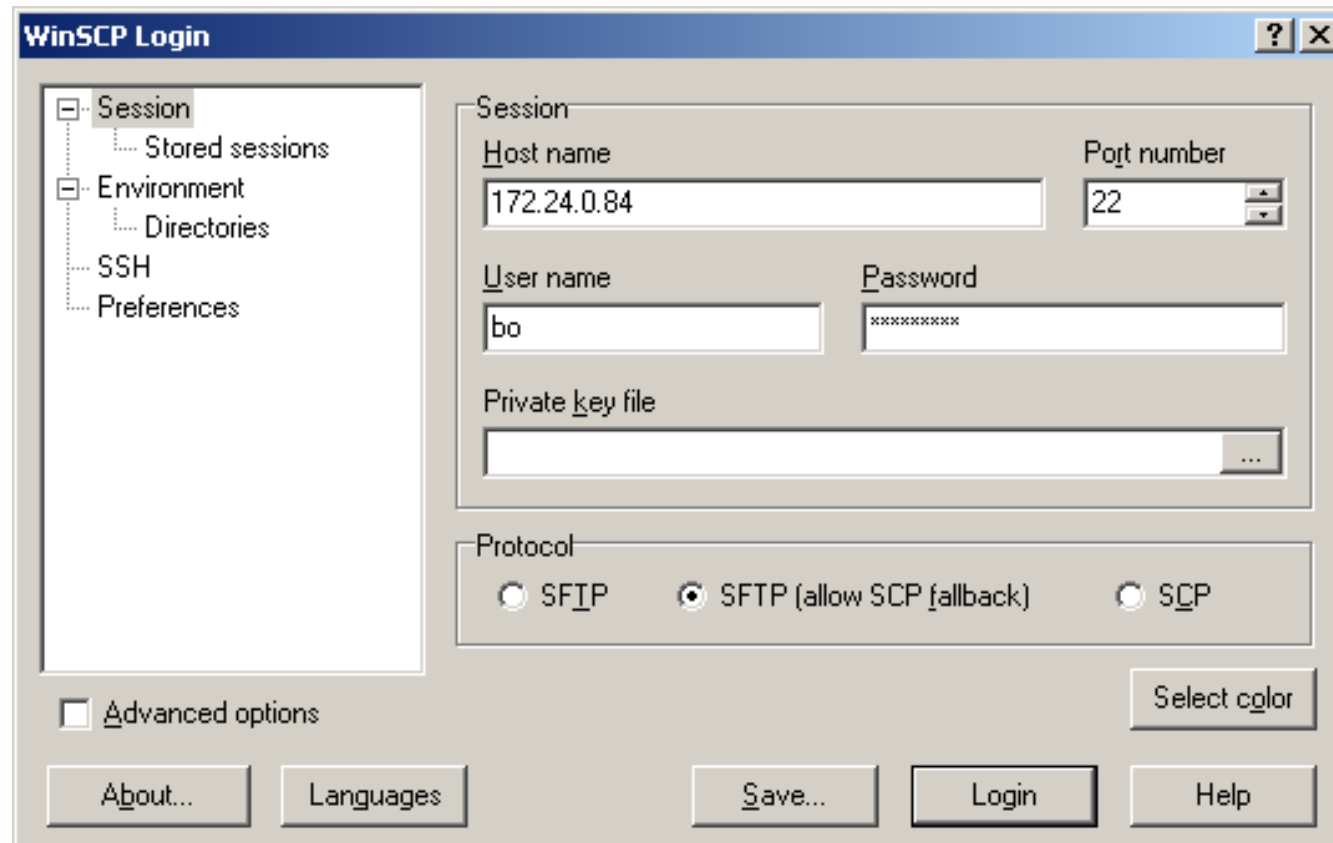 WinSCP Login
Session
Stored sessions
Environment
Directories
SSH
Preferences
Advanced options
Session
Host name
Port number
172.24.0.84
22
User name
Password
bo
*********
Private key file
...
Protocol
SFTP
SFTP (allow SCP fallback)
SCP
Select color
About...
Languages
Save...
Login
Help